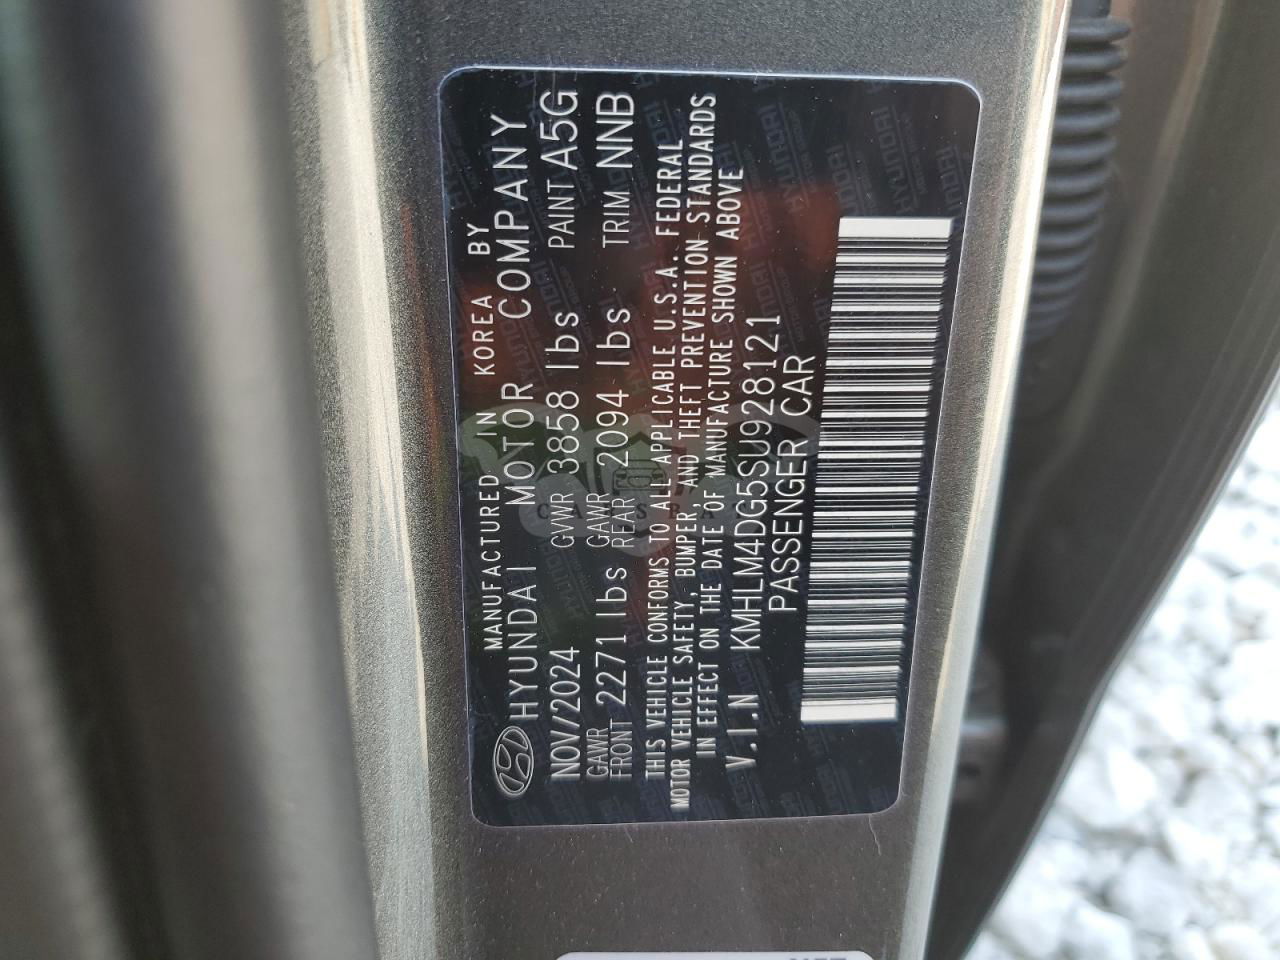 MANUFACTURED IN KOREA BY
HYUNDAI MOTOR COMPANY
NOV/2024 GVWR 3858 lbs PAINT A5G
GAWR FRONT 2271 lbs GAWR REAR 2094 lbs TRIM NNB
THIS VEHICLE CONFORMS TO ALL APPLICABLE U.S.A. FEDERAL
MOTOR VEHICLE SAFETY, BUMPER, AND THEFT PREVENTION STANDARDS
IN EFFECT ON THE DATE OF MANUFACTURE SHOWN ABOVE
V.I.N KMHLM4DG5SU928121
PASSENGER CAR